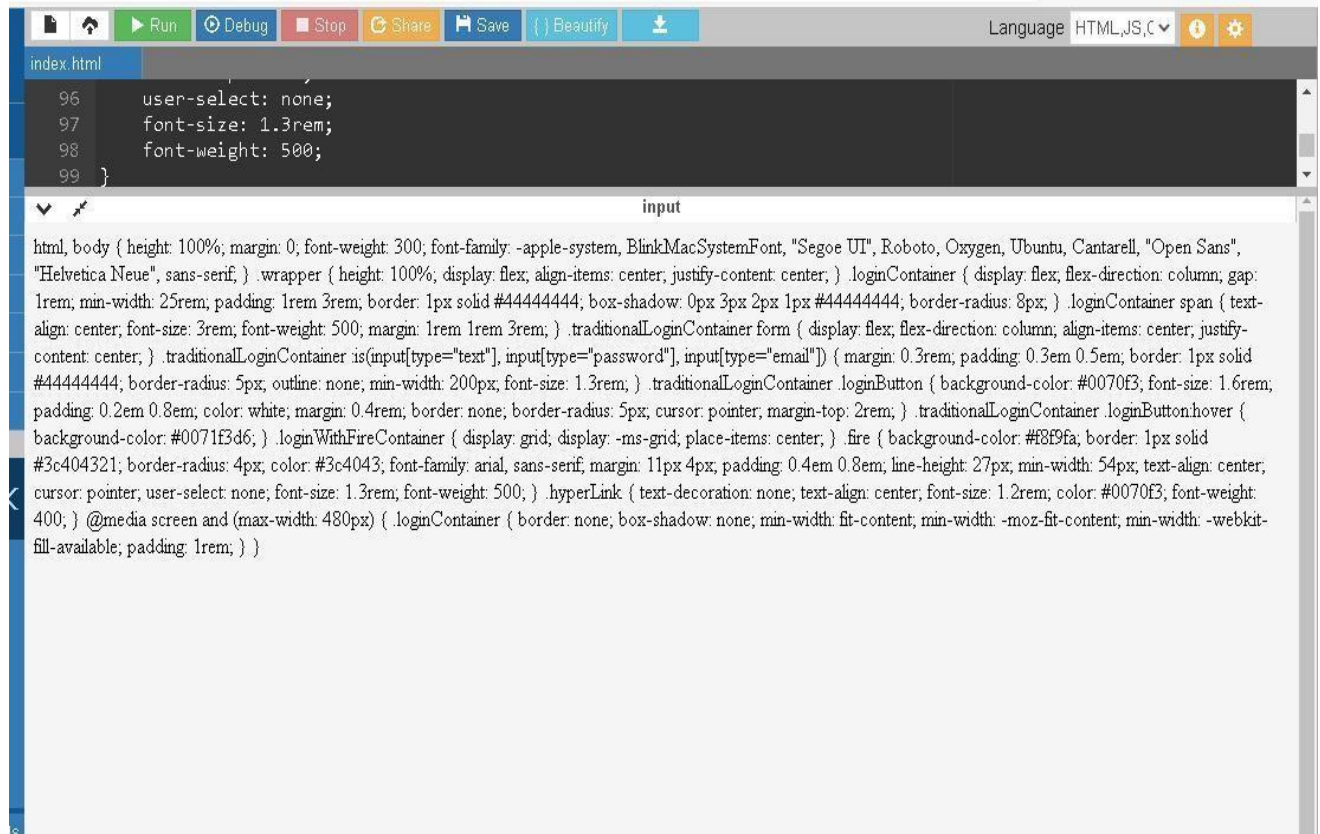 Run Debug Stop Share Save { } Beautify Language HTML,JS,C
index.html
96 user-select: none;
97 font-size: 1.3rem;
98 font-weight: 500;
99 }
input
html, body { height: 100%; margin: 0; font-weight: 300; font-family: -apple-system, BlinkMacSystemFont, "Segoe UI", Roboto, Oxygen, Ubuntu, Cantarell, "Open Sans",
"Helvetica Neue", sans-serif; } .wrapper { height: 100%; display: flex; align-items: center; justify-content: center; } .loginContainer { display: flex; flex-direction: column; gap:
1rem; min-width: 25rem; padding: 1rem 3rem; border: 1px solid #44444444; box-shadow: 0px 3px 2px 1px #44444444; border-radius: 8px; } .loginContainer span { text-
align: center; font-size: 3rem; font-weight: 500; margin: 1rem 1rem 3rem; } .traditionalLoginContainer form { display: flex; flex-direction: column; align-items: center; justify-
content: center; } .traditionalLoginContainer :is(input[type="text"], input[type="password"], input[type="email"]) { margin: 0.3rem; padding: 0.3em 0.5em; border: 1px solid
#44444444; border-radius: 5px; outline: none; min-width: 200px; font-size: 1.3rem; } .traditionalLoginContainer .loginButton { background-color: #0070f3; font-size: 1.6rem;
padding: 0.2em 0.8em; color: white; margin: 0.4rem; border: none; border-radius: 5px; cursor: pointer; margin-top: 2rem; } .traditionalLoginContainer .loginButton:hover {
background-color: #0071f3d6; } .loginWithFireContainer { display: grid; display: -ms-grid; place-items: center; } .fire { background-color: #f8f9fa; border: 1px solid
#3c404321; border-radius: 4px; color: #3c4043; font-family: arial, sans-serif; margin: 11px 4px; padding: 0.4em 0.8em; line-height: 27px; min-width: 54px; text-align: center;
cursor: pointer; user-select: none; font-size: 1.3rem; font-weight: 500; } .hyperLink { text-decoration: none; text-align: center; font-size: 1.2rem; color: #0070f3; font-weight:
400; } @media screen and (max-width: 480px) { .loginContainer { border: none; box-shadow: none; min-width: fit-content; min-width: -moz-fit-content; min-width: -webkit-
fill-available; padding: 1rem; } }